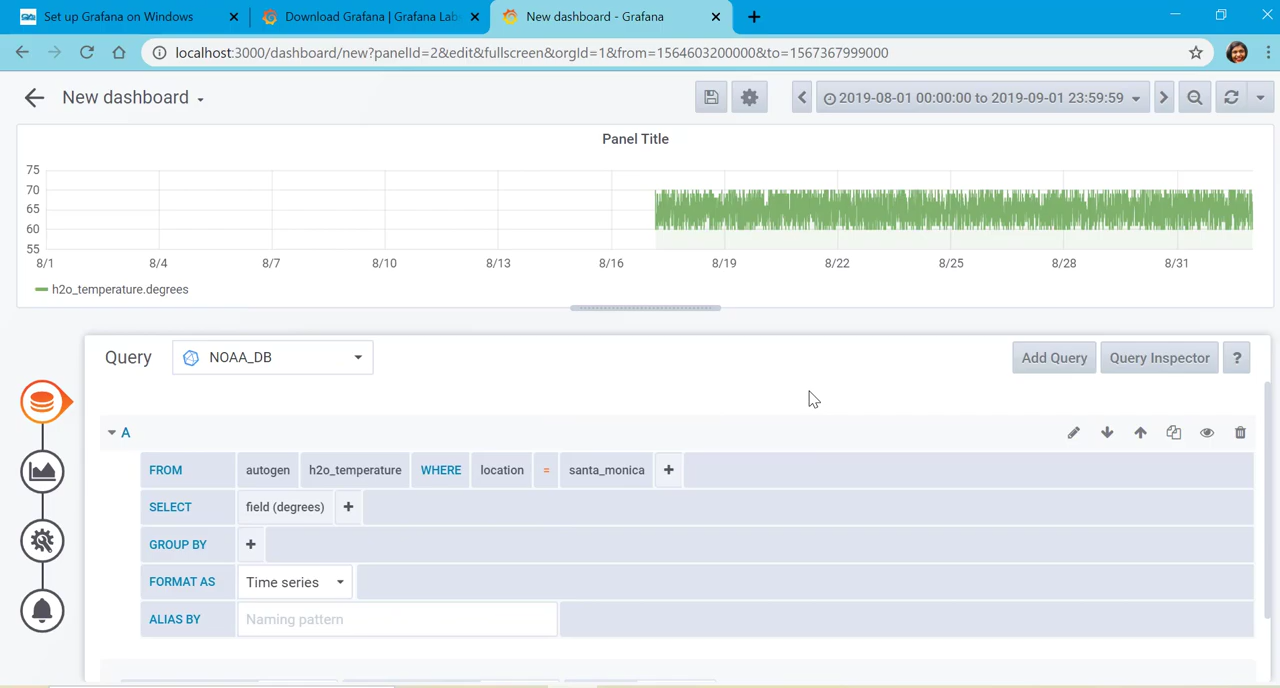 Set up Grafana on Windows
Download Grafana | Grafana Lab
New dashboard - Grafana
localhost:3000/dashboard/new?panelId=2&edit&fullscreen&orgId=1&from=1564603200000&to=1567367999000
New dashboard
2019-08-01 00:00:00 to 2019-09-01 23:59:59
Panel Title
75
70
65
60
55
8/1 8/4 8/7 8/10 8/13 8/16 8/19 8/22 8/25 8/28 8/31
h2o_temperature.degrees
Query NOAA_DB Add Query Query Inspector ?
A
FROM autogen h2o_temperature WHERE location = santa_monica +
SELECT field (degrees) +
GROUP BY +
FORMAT AS Time series
ALIAS BY Naming pattern